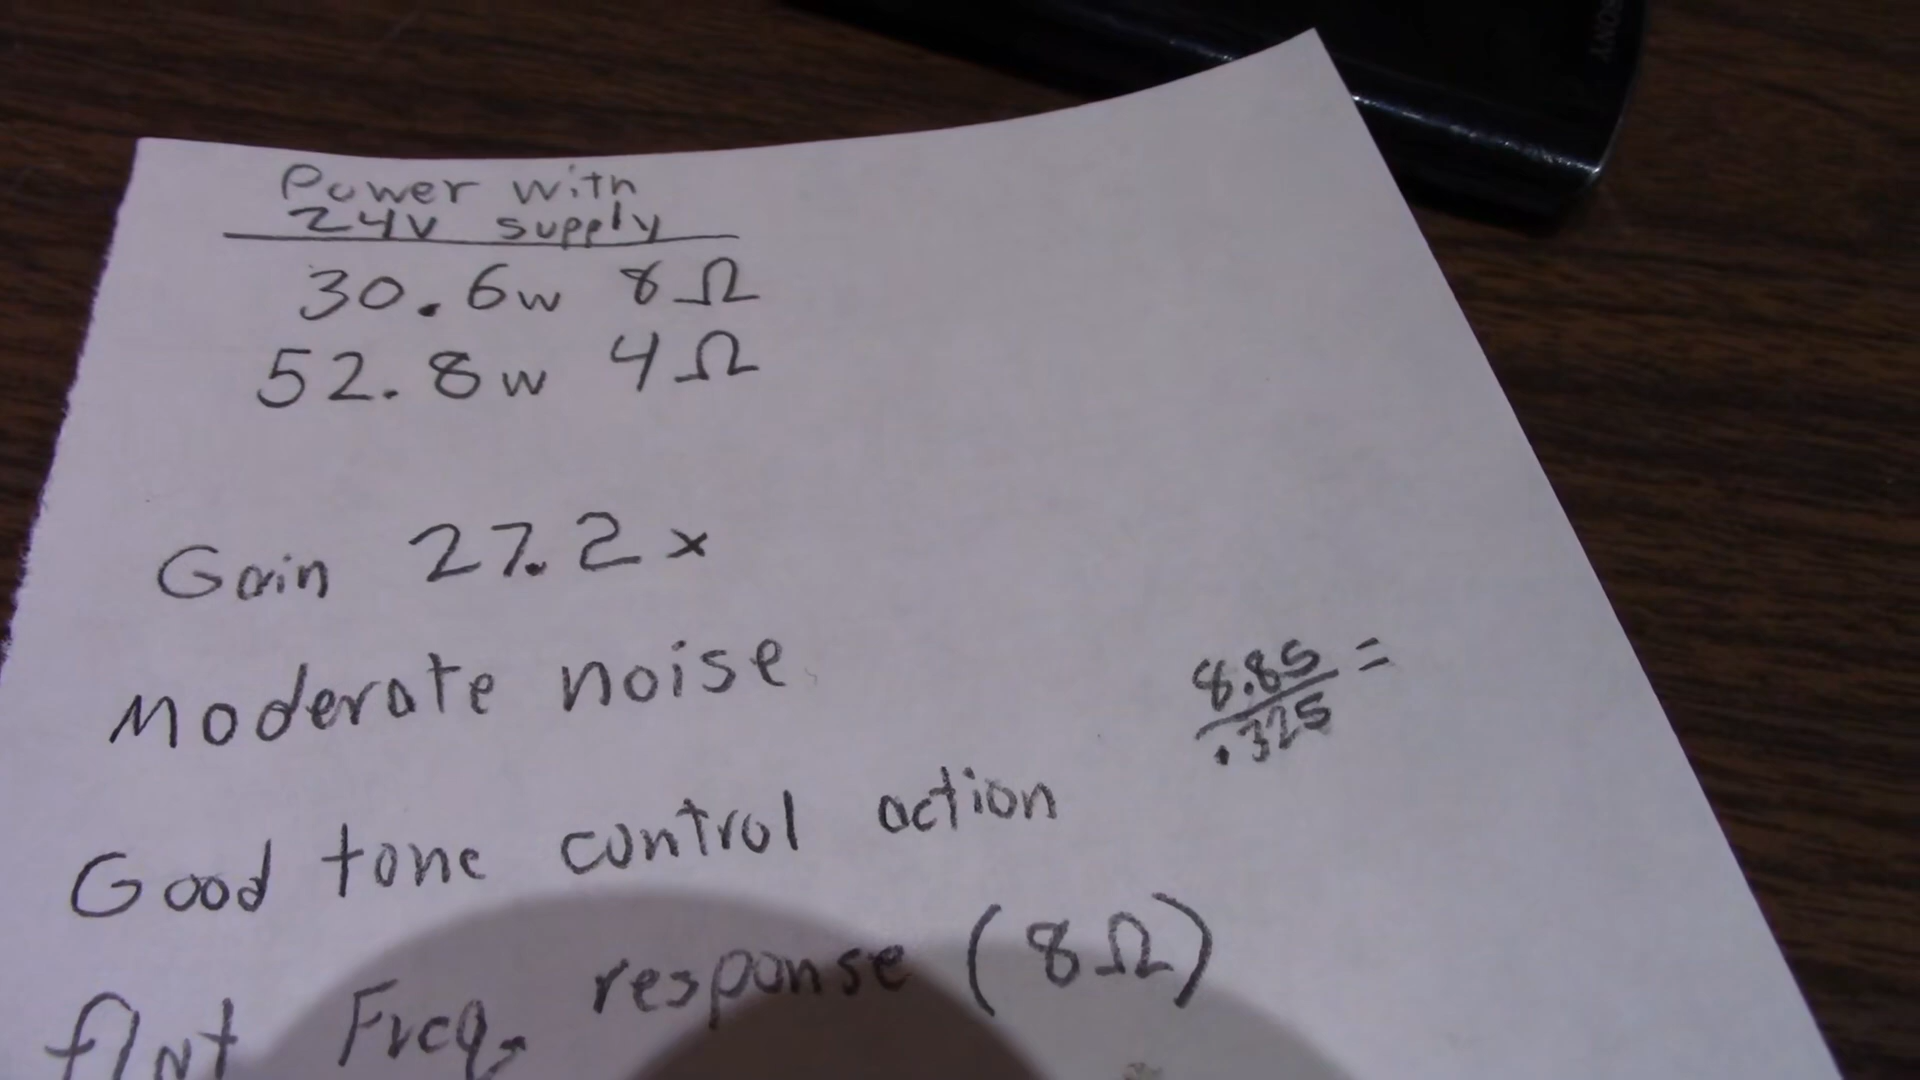 SONY
Power with
24V supply
30.6w 8Ω
52.8w 4Ω
Gain 27.2x
Moderate noise
8.85 =
.325
Good tone control action
flat Freq. response (8Ω)